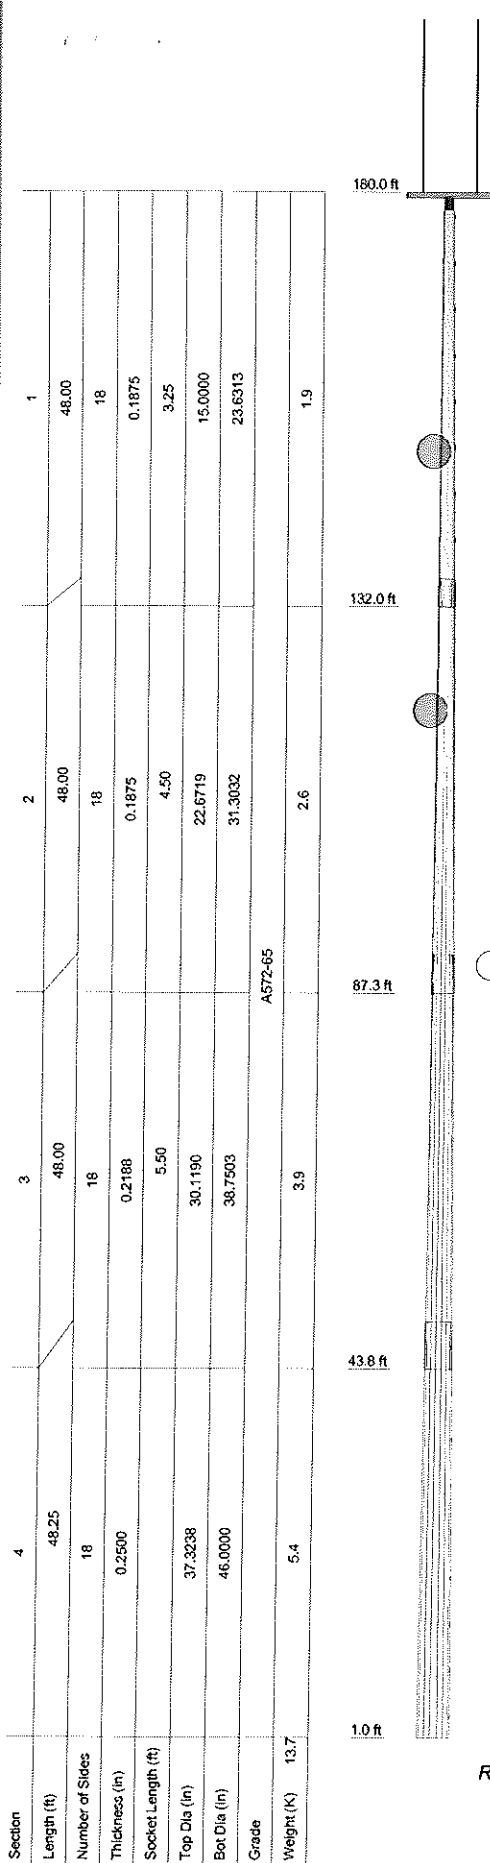 Section 4 3 2 1
Length (ft) 48.25 48.00 48.00 48.00
Number of Sides 18 18 18 18
Thickness (in) 0.2500 0.2188 0.1875 0.1875
Socket Length (ft) 5.50 4.50 3.25
Top Dia (in) 37.3238 30.1190 22.6719 15.0000
Bot Dia (in) 46.0000 38.7503 31.3032 23.6313
Grade A572-65
Weight (K) 13.7 5.4 3.9 2.6 1.9
180.0 ft
132.0 ft
87.3 ft
43.8 ft
1.0 ft
R